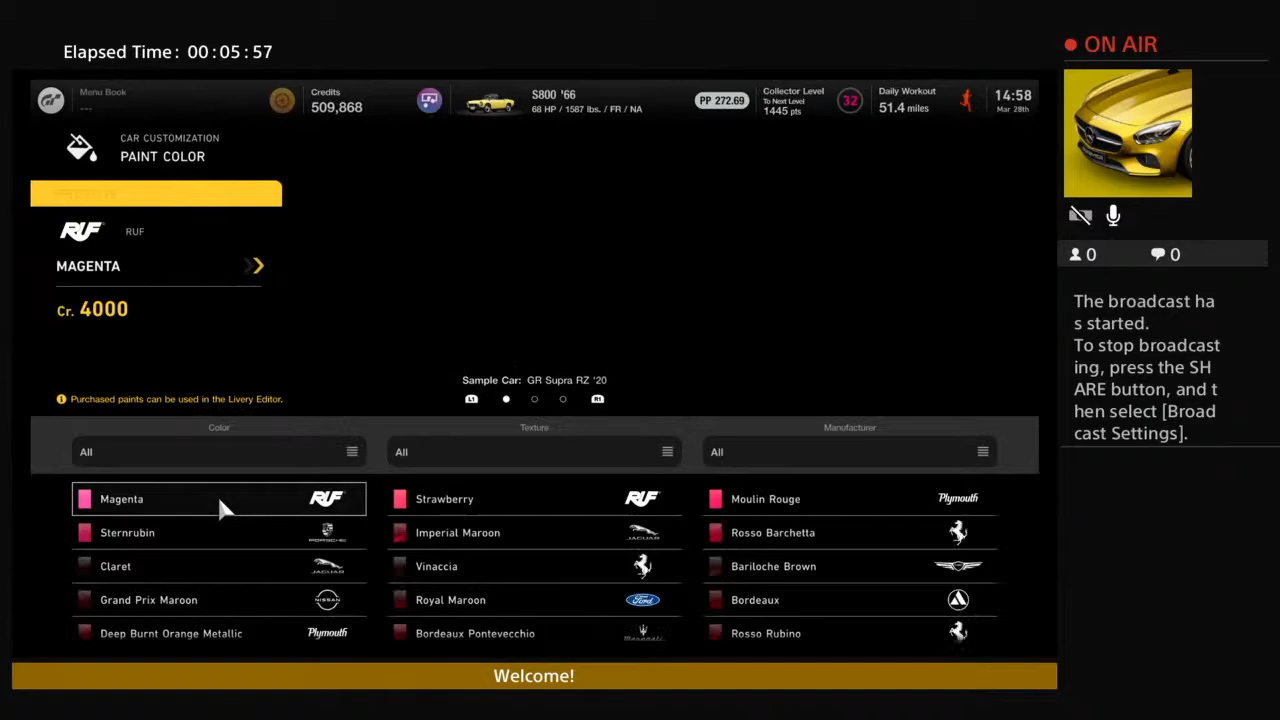 Elapsed Time: 00:05:57
ON AIR
Menu Book
---
Credits
509,868
S800 '66
68 HP / 1587 lbs. / FR / NA
PP 272.69
Collector Level
To Next Level
1445 pts
32
Daily Workout
51.4 miles
14:58
Mar 28th
CAR CUSTOMIZATION
PAINT COLOR
RUF
RUF
MAGENTA
Cr. 4000
0
0
The broadcast ha
s started.
To stop broadcast
ing, press the SH
ARE button, and t
hen select [Broad
cast Settings].
Sample Car: GR Supra RZ '20
L1
R1
Purchased paints can be used in the Livery Editor.
Color
Texture
Manufacturer
All
All
All
Magenta RUF
Strawberry RUF
Moulin Rouge Plymouth
Sternrubin PORSCHE
Imperial Maroon JAGUAR
Rosso Barchetta
Claret JAGUAR
Vinaccia
Bariloche Brown
Grand Prix Maroon NISSAN
Royal Maroon Ford
Bordeaux
Deep Burnt Orange Metallic Plymouth
Bordeaux Pontevecchio Maserati
Rosso Rubino
Welcome!